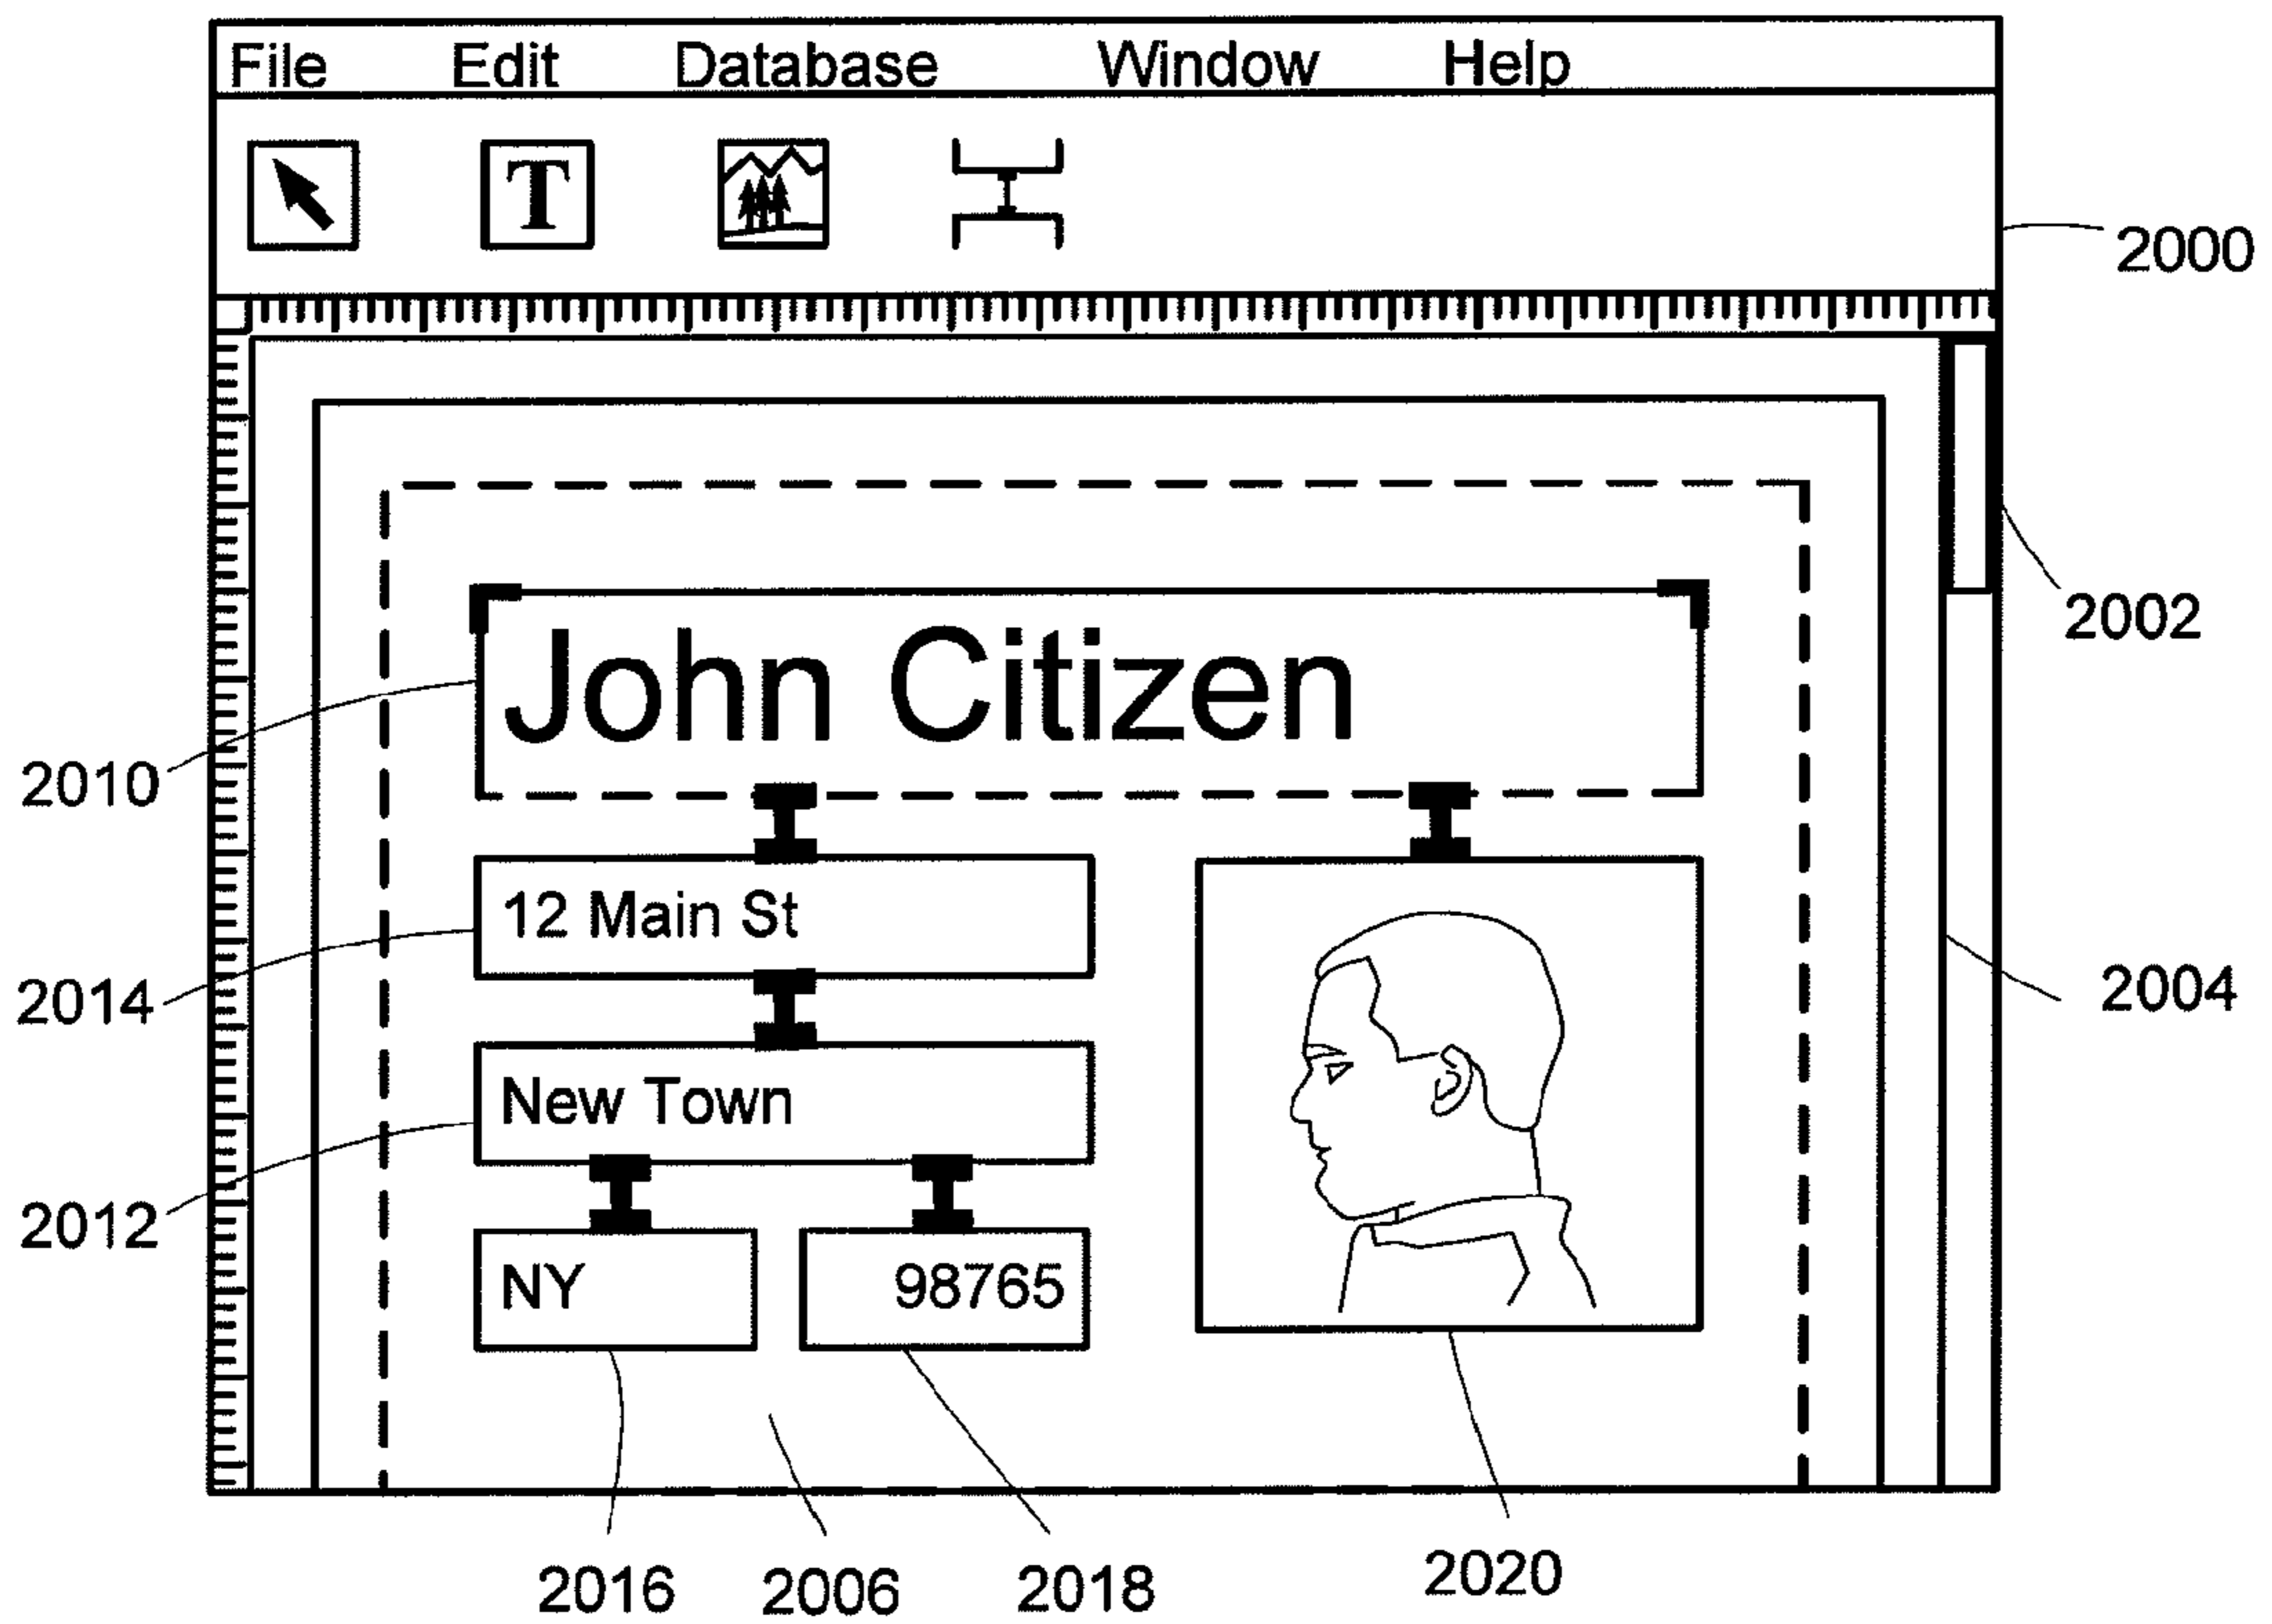 File Edit Database Window Help
T
2000
2002
John Citizen
2010
12 Main St
2014
2004
New Town
2012
NY 98765
2016 2006 2018 2020